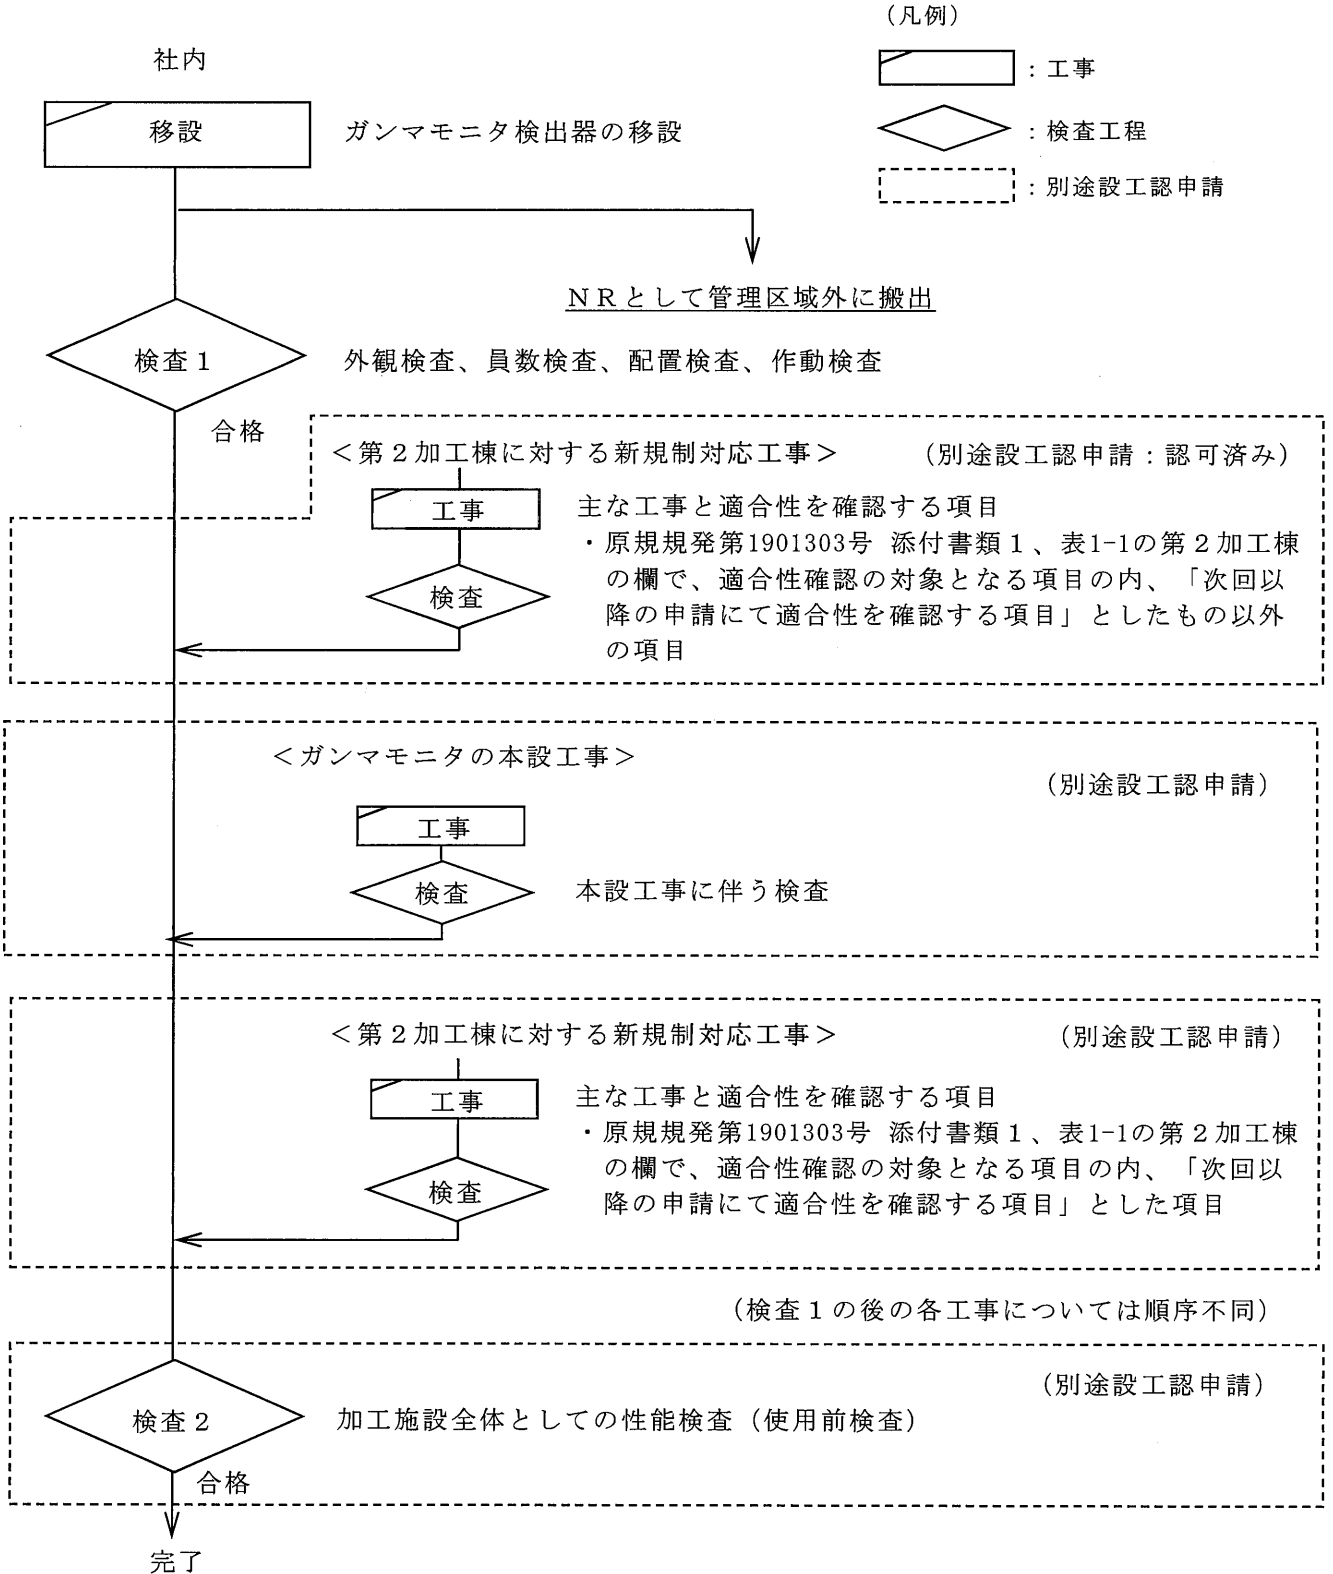 (凡例)
:工事
:検査工程
:別途設工認申請
社内
移設
ガンマモニタ検出器の移設
NRとして管理区域外に搬出
検査1
外観検査、員数検査、配置検査、作動検査
合格
<第2加工棟に対する新規制対応工事>
(別途設工認申請:認可済み)
工事
検査
主な工事と適合性を確認する項目
・原規規発第1901303号 添付書類1、表1-1の第2加工棟
の欄で、適合性確認の対象となる項目の内、「次回以
降の申請にて適合性を確認する項目」としたもの以外
の項目
<ガンマモニタの本設工事>
(別途設工認申請)
工事
検査
本設工事に伴う検査
<第2加工棟に対する新規制対応工事>
(別途設工認申請)
工事
検査
主な工事と適合性を確認する項目
・原規規発第1901303号 添付書類1、表1-1の第2加工棟
の欄で、適合性確認の対象となる項目の内、「次回以
降の申請にて適合性を確認する項目」とした項目
(検査1の後の各工事については順序不同)
(別途設工認申請)
検査2
加工施設全体としての性能検査(使用前検査)
合格
完了